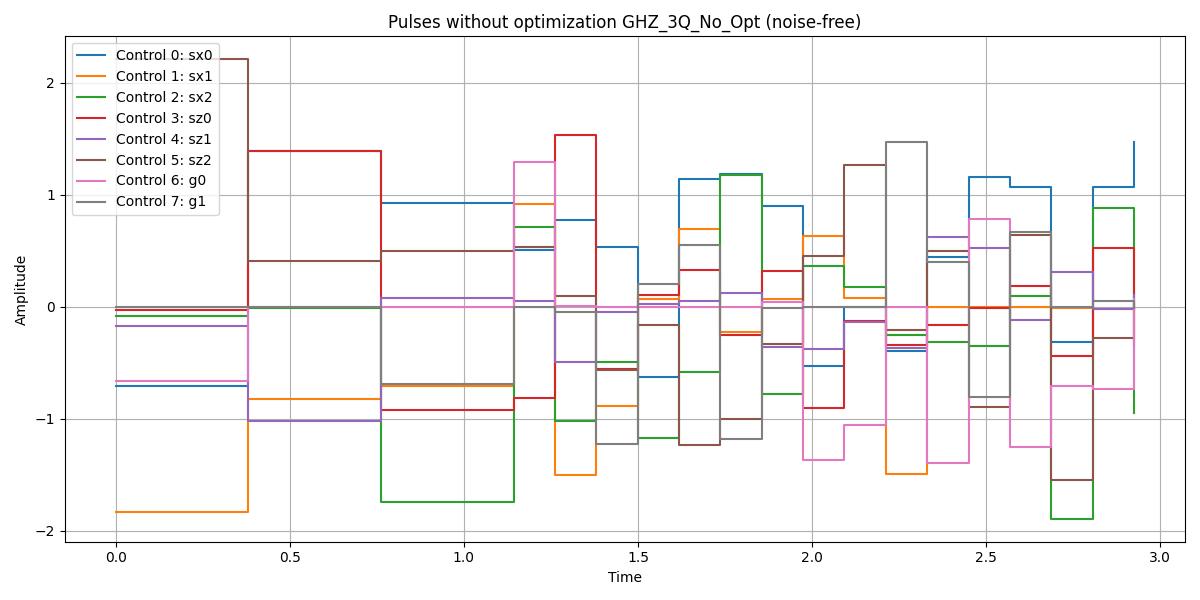 Pulses without optimization GHZ_3Q_No_Opt (noise-free)
Control 0: sx0
Control 1: sx1
Control 2: sx2
Control 3: sz0
Control 4: sz1
Control 5: sz2
Control 6: g0
Control 7: g1
Amplitude
2
1
0
−1
−2
0.0 0.5 1.0 1.5 2.0 2.5 3.0
Time